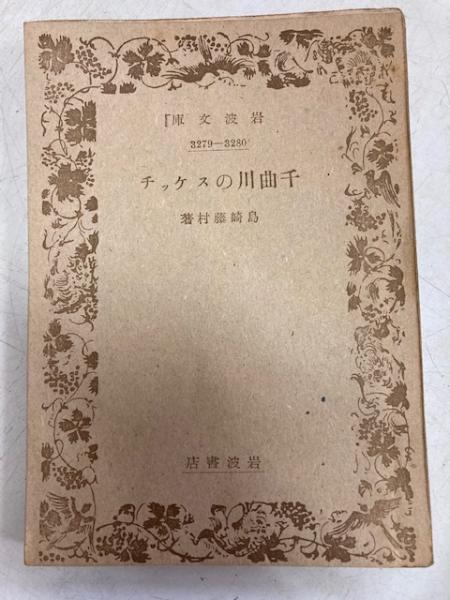 岩波文庫
3279—3280
千曲川のスケッチ
島崎藤村著
岩波書店